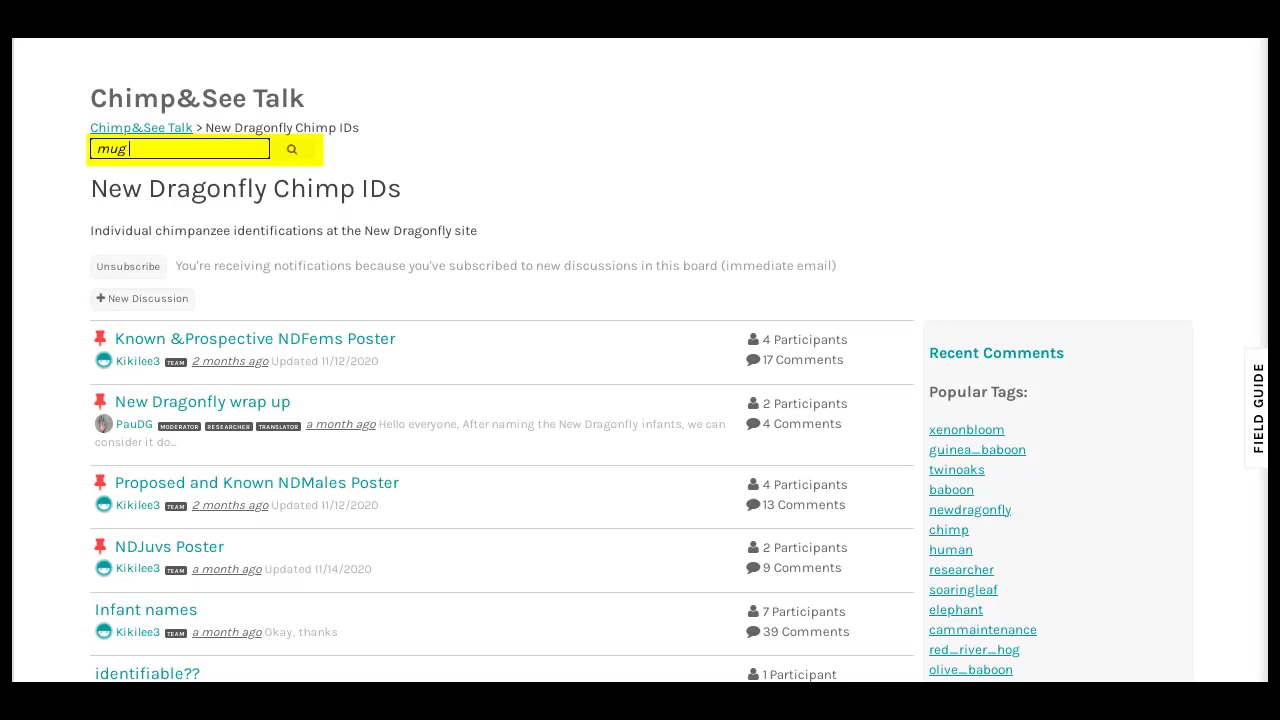 Chimp&See Talk
Chimp&See Talk > New Dragonfly Chimp IDs
mug
New Dragonfly Chimp IDs
Individual chimpanzee identifications at the New Dragonfly site
Unsubscribe You're receiving notifications because you've subscribed to new discussions in this board (immediate email)
+ New Discussion
Known &Prospective NDFems Poster
Kikilee3 TEAM 2 months ago Updated 11/12/2020
4 Participants
17 Comments
New Dragonfly wrap up
PauDG MODERATOR RESEARCHER TRANSLATOR a month ago Hello everyone, After naming the New Dragonfly infants, we can
consider it do...
2 Participants
4 Comments
Proposed and Known NDMales Poster
Kikilee3 TEAM 2 months ago Updated 11/12/2020
4 Participants
13 Comments
NDJuvs Poster
Kikilee3 TEAM a month ago Updated 11/14/2020
2 Participants
9 Comments
Infant names
Kikilee3 TEAM a month ago Okay, thanks
7 Participants
39 Comments
identifiable??
1 Participant
Recent Comments
Popular Tags:
xenonbloom
guinea_baboon
twinoaks
baboon
newdragonfly
chimp
human
researcher
soaringleaf
elephant
cammaintenance
red_river_hog
olive_baboon
FIELD GUIDE